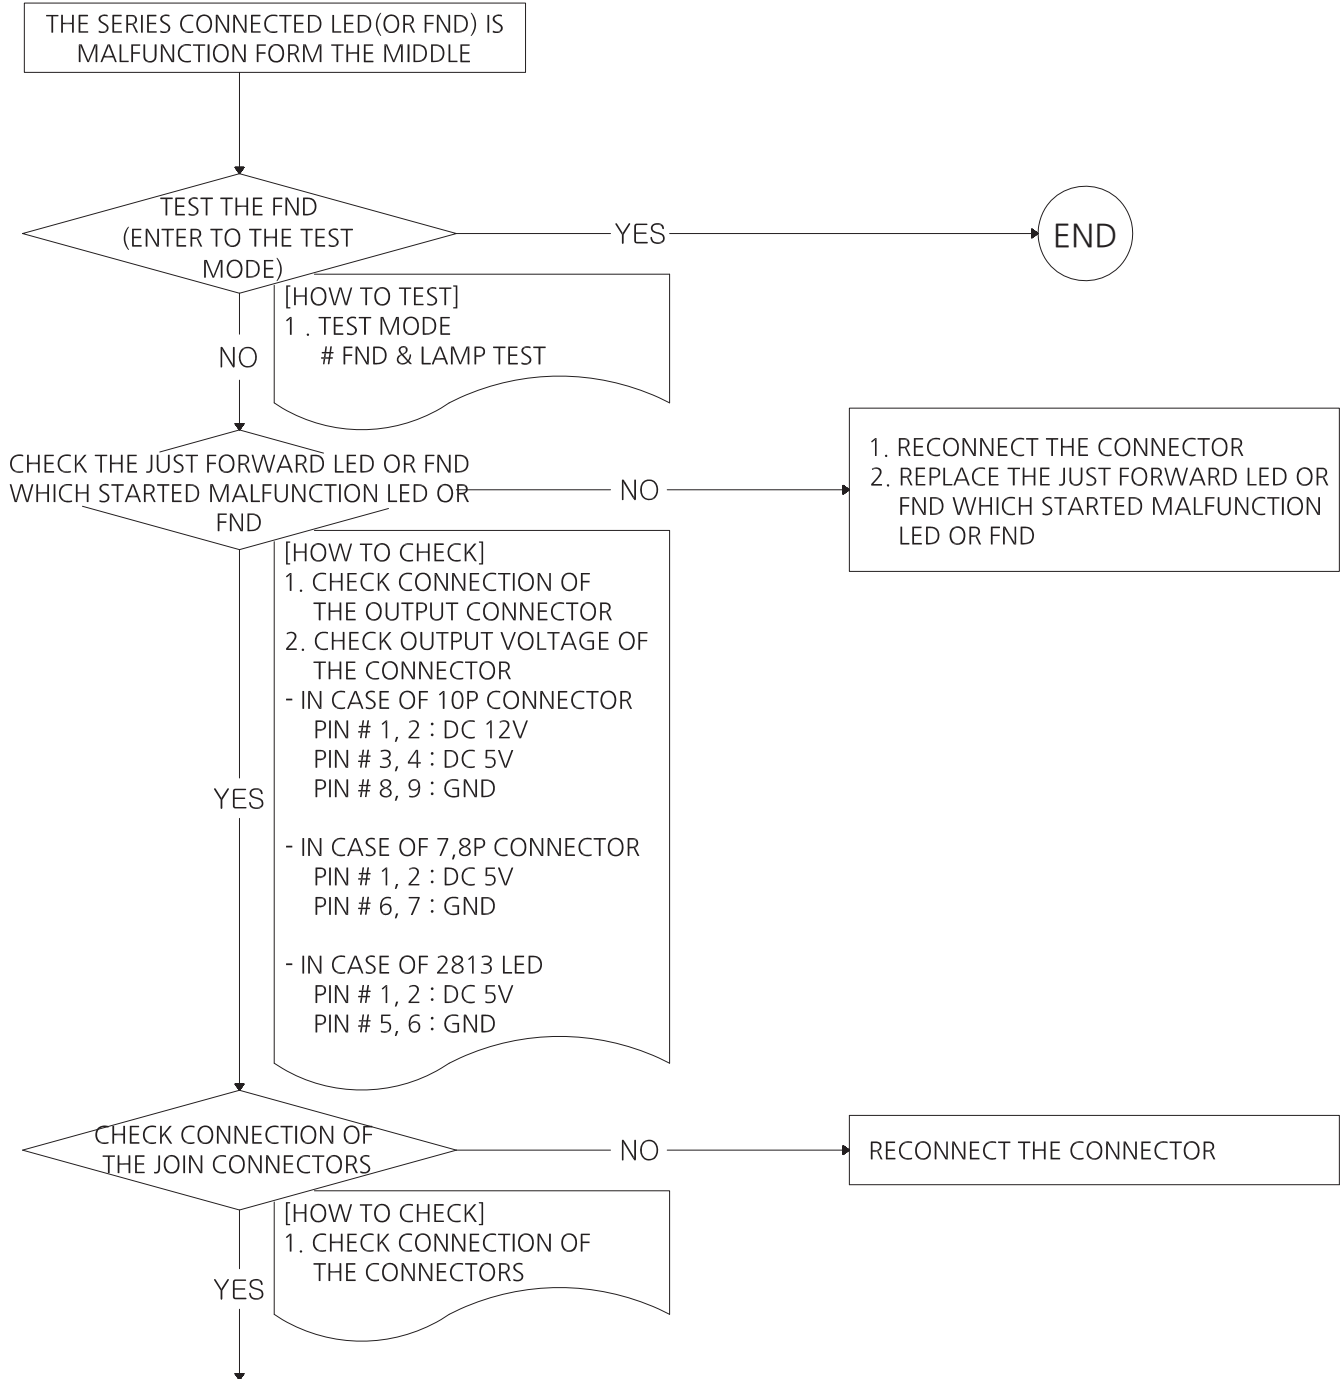 THE SERIES CONNECTED LED(OR FND) IS
MALFUNCTION FORM THE MIDDLE
TEST THE FND
(ENTER TO THE TEST
MODE)
YES
END
[HOW TO TEST]
1 . TEST MODE
# FND & LAMP TEST
NO
CHECK THE JUST FORWARD LED OR FND
WHICH STARTED MALFUNCTION LED OR
FND
NO
1. RECONNECT THE CONNECTOR
2. REPLACE THE JUST FORWARD LED OR
FND WHICH STARTED MALFUNCTION
LED OR FND
[HOW TO CHECK]
1. CHECK CONNECTION OF
THE OUTPUT CONNECTOR
2. CHECK OUTPUT VOLTAGE OF
THE CONNECTOR
- IN CASE OF 10P CONNECTOR
PIN # 1, 2 : DC 12V
PIN # 3, 4 : DC 5V
PIN # 8, 9 : GND
- IN CASE OF 7,8P CONNECTOR
PIN # 1, 2 : DC 5V
PIN # 6, 7 : GND
- IN CASE OF 2813 LED
PIN # 1, 2 : DC 5V
PIN # 5, 6 : GND
YES
CHECK CONNECTION OF
THE JOIN CONNECTORS
NO
RECONNECT THE CONNECTOR
[HOW TO CHECK]
1. CHECK CONNECTION OF
THE CONNECTORS
YES